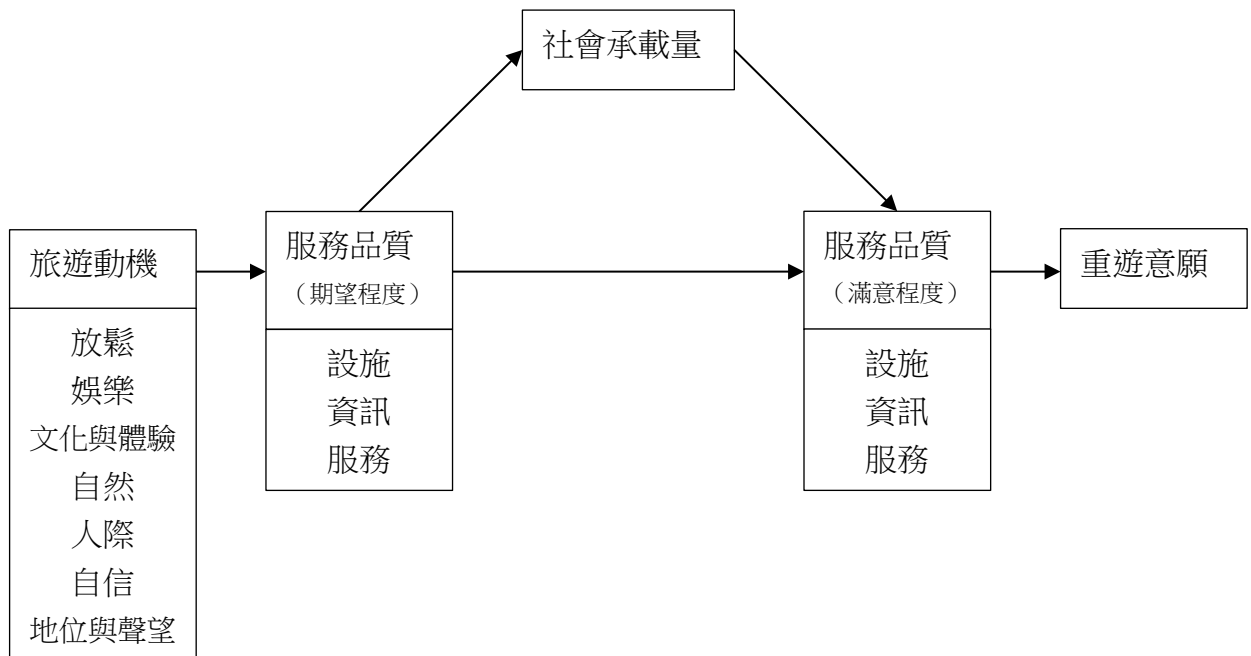 社會承載量
旅遊動機
放鬆
娛樂
文化與體驗
自然
人際
自信
地位與聲望
服務品質
（期望程度）
設施
資訊
服務
服務品質
（滿意程度）
設施
資訊
服務
重遊意願